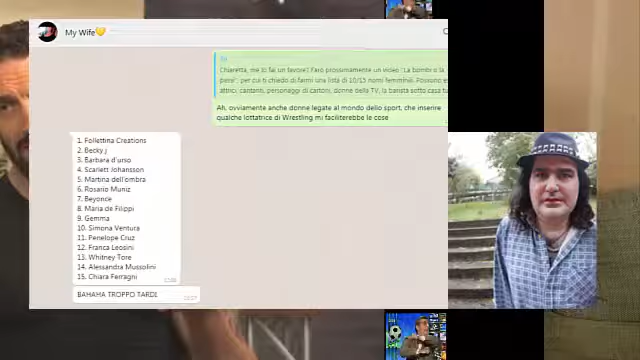 My Wife💛
Chiaretta, me lo fai un favore? Farò prossimamente un video "La bombi o la
passi", per cui ti chiedo di farmi una lista di 10/15 nomi femminili. Possono es
attrici, cantanti, personaggi di cartoni, donne della TV, la barista sotto casa tu
Ah, ovviamente anche donne legate al mondo dello sport, che inserire
qualche lottatrice di Wrestling mi faciliterebbe le cose
1. Follettina Creations
2. Becky j
3. Barbara d'urso
4. Scarlett Johansson
5. Martina dell'ombra
6. Rosario Muniz
7. Beyonce
8. Maria de Filippi
9. Gemma
10. Simona Ventura
11. Penelope Cruz
12. Franca Leosini
13. Whitney Tore
14. Alessandra Mussolini
15. Chiara Ferragni
BAHAHA TROPPO TARDI